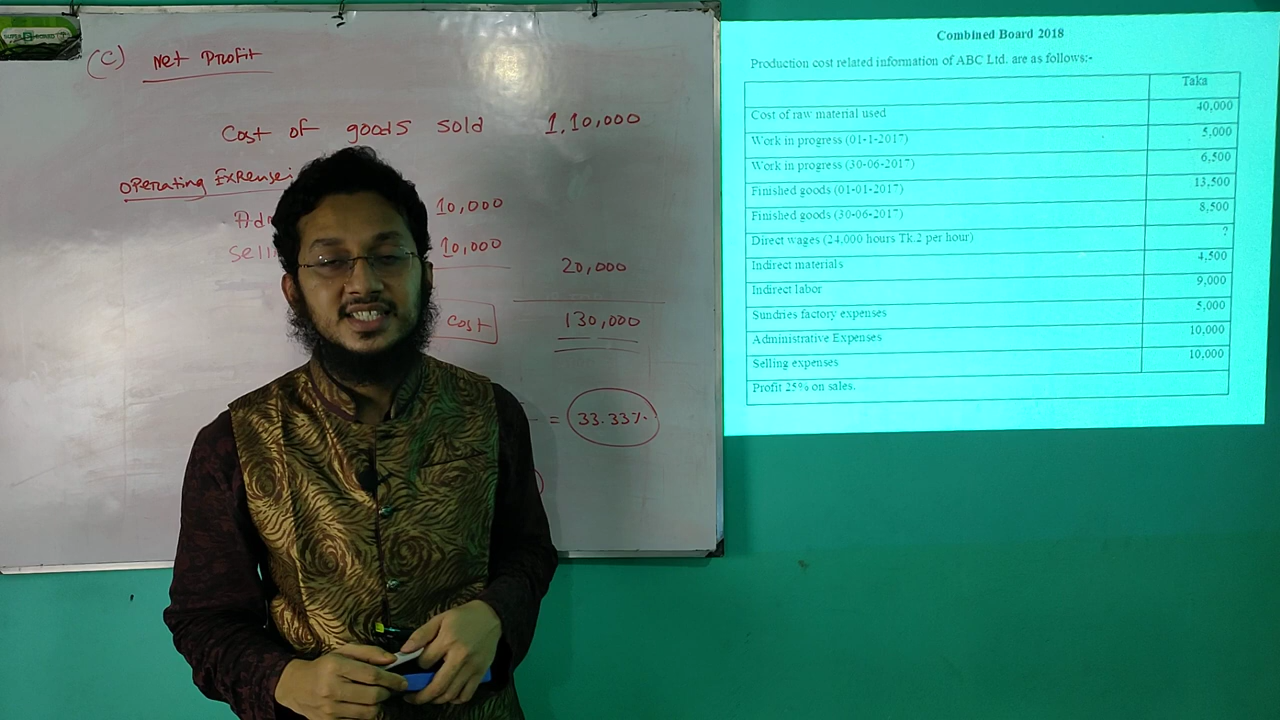 (C) Net Profit
Cost of goods sold 1,10,000
Operating Expense:
10,000
10,000
20,000
Cost 130,000
= 33.33%
Combined Board 2018
Production cost related information of ABC Ltd. are as follows:-
Taka
Cost of raw material used 40,000
Work in progress (01-1-2017) 5,000
Work in progress (30-06-2017) 6,500
Finished goods (01-01-2017) 13,500
Finished goods (30-06-2017) 8,500
Direct wages (24,000 hours Tk.2 per hour) ?
Indirect materials 4,500
Indirect labor 9,000
Sundries factory expenses 5,000
Administrative Expenses 10,000
Selling expenses 10,000
Profit 25% on sales.